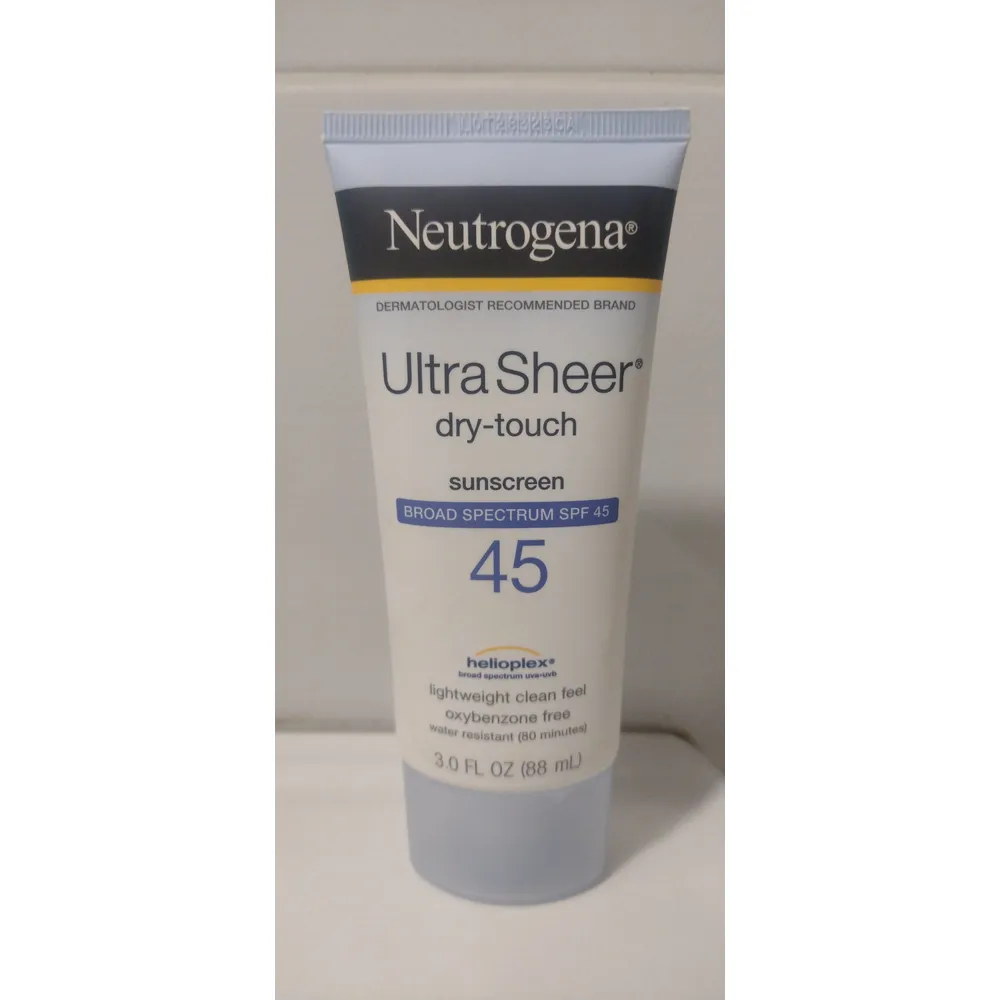 Neutrogena®
DERMATOLOGIST RECOMMENDED BRAND
Ultra Sheer®
dry-touch
sunscreen
BROAD SPECTRUM SPF 45
45
helioplex®
broad spectrum uva•uvb
lightweight clean feel
oxybenzone free
water resistant (80 minutes)
3.0 FL OZ (88 mL)